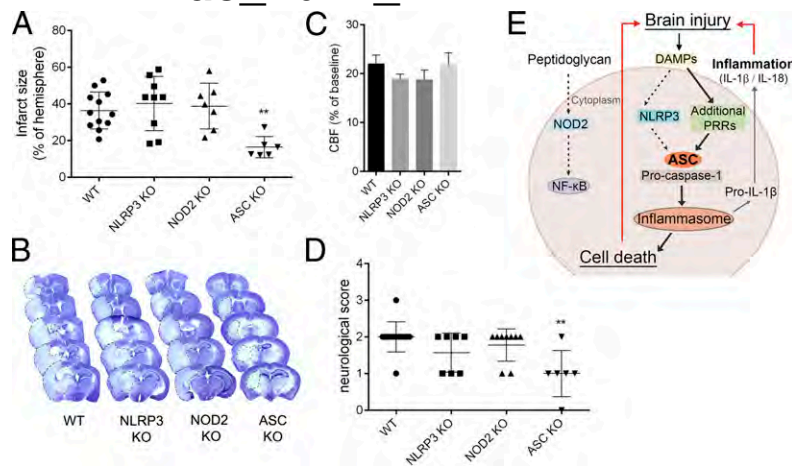 A
Infarct size
(% of hemisphere)
80
60
40
20
0
**
WT
NLRP3 KO
NOD2 KO
ASC KO
C
CBF (% of baseline)
30
20
10
0
WT
NLRP3 KO
NOD2 KO
ASC KO
E
Brain injury
Peptidoglycan
DAMPs
Inflammation
(IL-1β / IL-18)
Cytoplasm
NOD2
NLRP3
Additional
PRRs
ASC
Pro-caspase-1
NF-κB
Pro-IL-1β
Inflammasome
Cell death
B
WT
NLRP3
KO
NOD2
KO
ASC
KO
D
neurological score
4
3
2
1
0
**
WT
NLRP3 KO
NOD2 KO
ASC KO